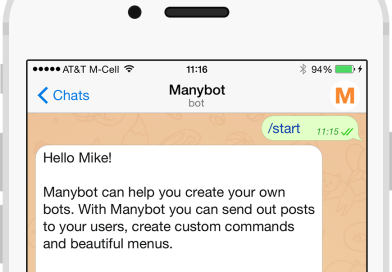 AT&T M-Cell 11:16 94%
Chats Manybot M
bot
/start 11:15
Hello Mike!
Manybot can help you create your own
bots. With Manybot you can send out posts
to your users, create custom commands
and beautiful menus.